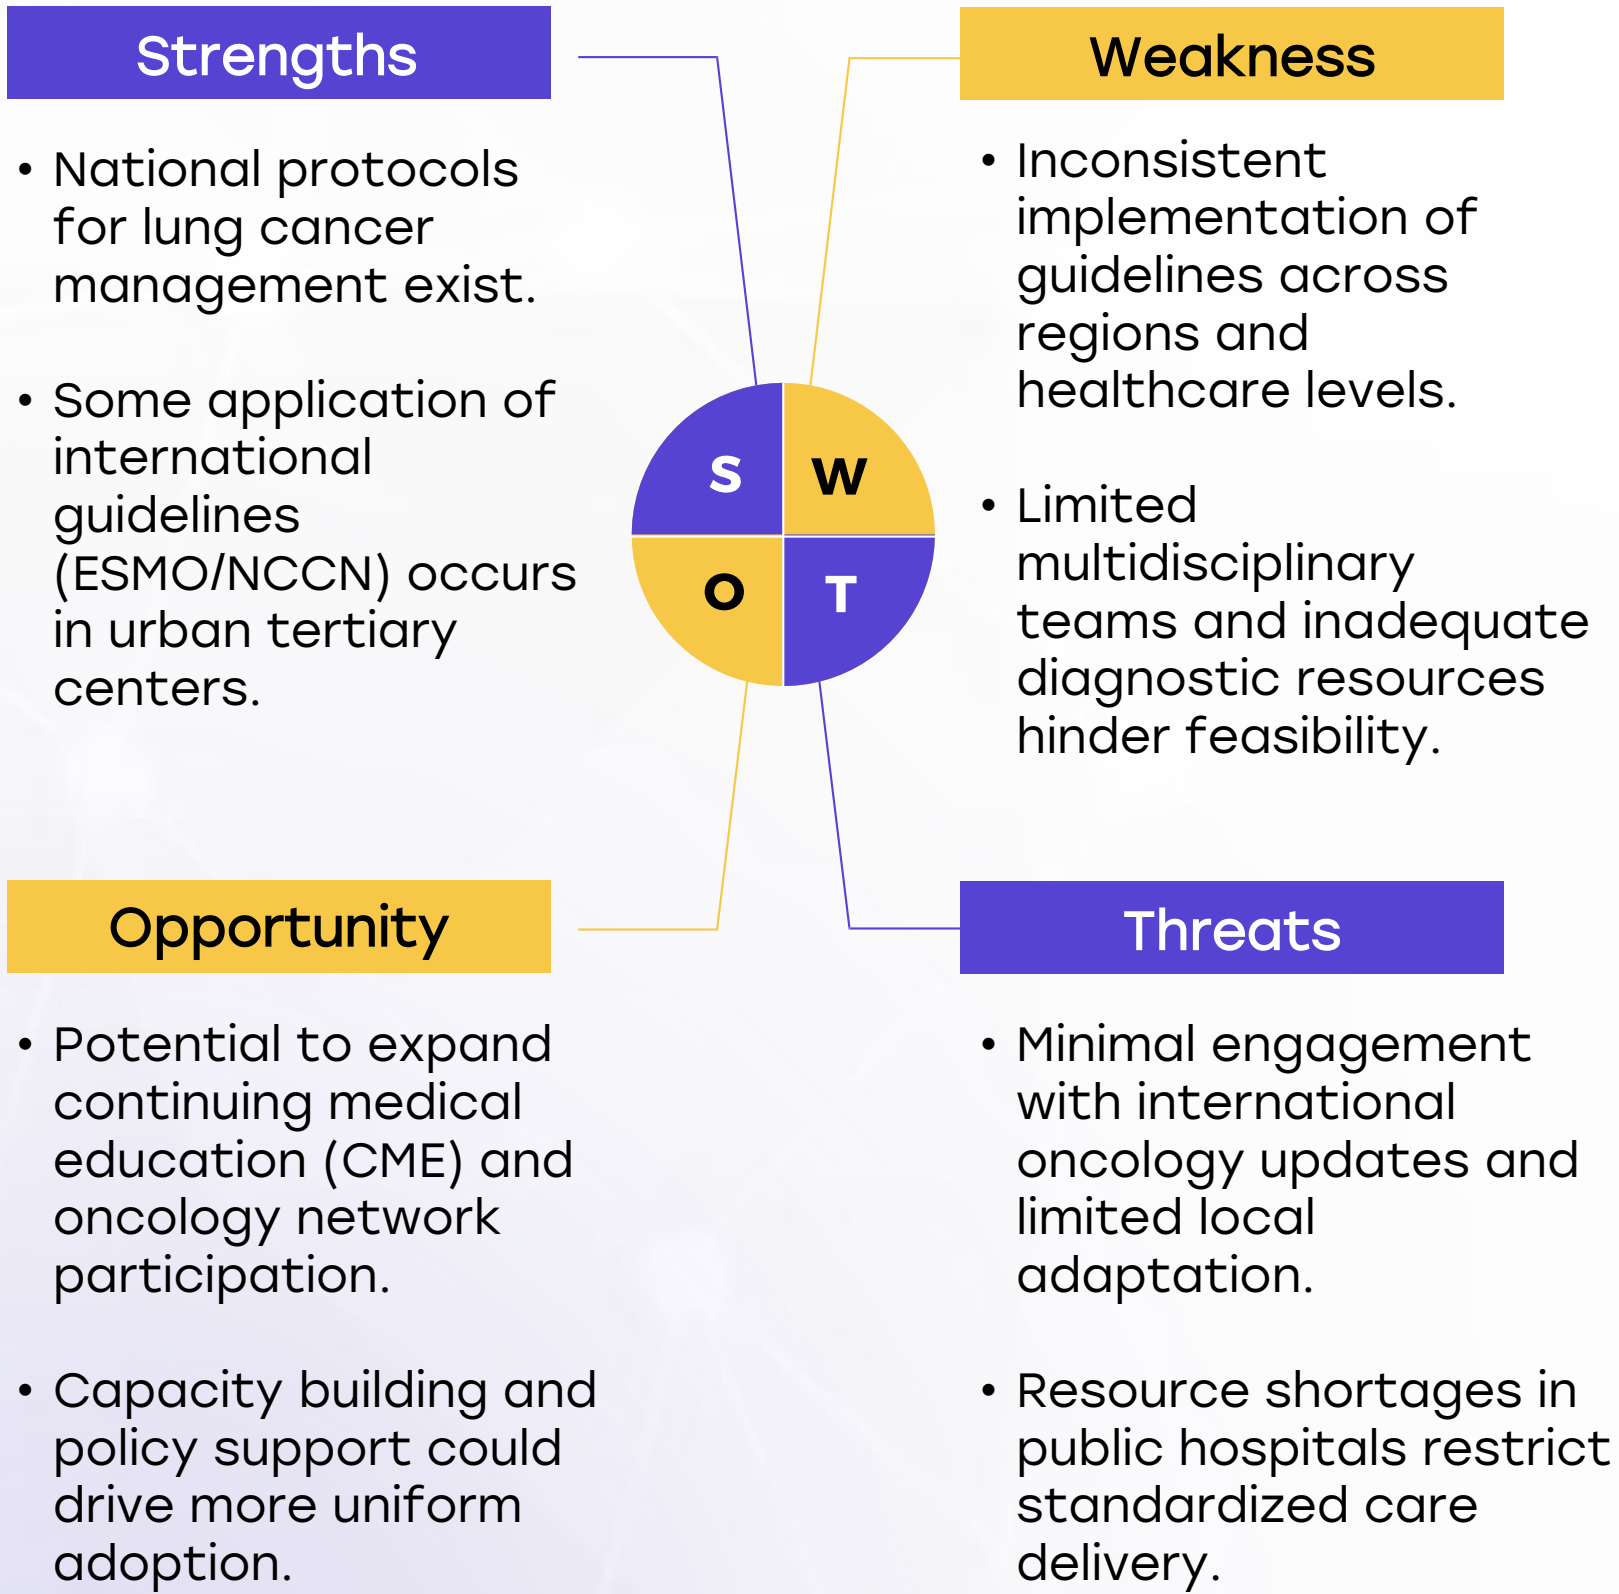 Strengths
• National protocols
for lung cancer
management exist.
• Some application of
international
guidelines
(ESMO/NCCN) occurs
in urban tertiary
centers.
Weakness
• Inconsistent
implementation of
guidelines across
regions and
healthcare levels.
• Limited
multidisciplinary
teams and inadequate
diagnostic resources
hinder feasibility.
S
W
O
T
Opportunity
• Potential to expand
continuing medical
education (CME) and
oncology network
participation.
• Capacity building and
policy support could
drive more uniform
adoption.
Threats
• Minimal engagement
with international
oncology updates and
limited local
adaptation.
• Resource shortages in
public hospitals restrict
standardized care
delivery.